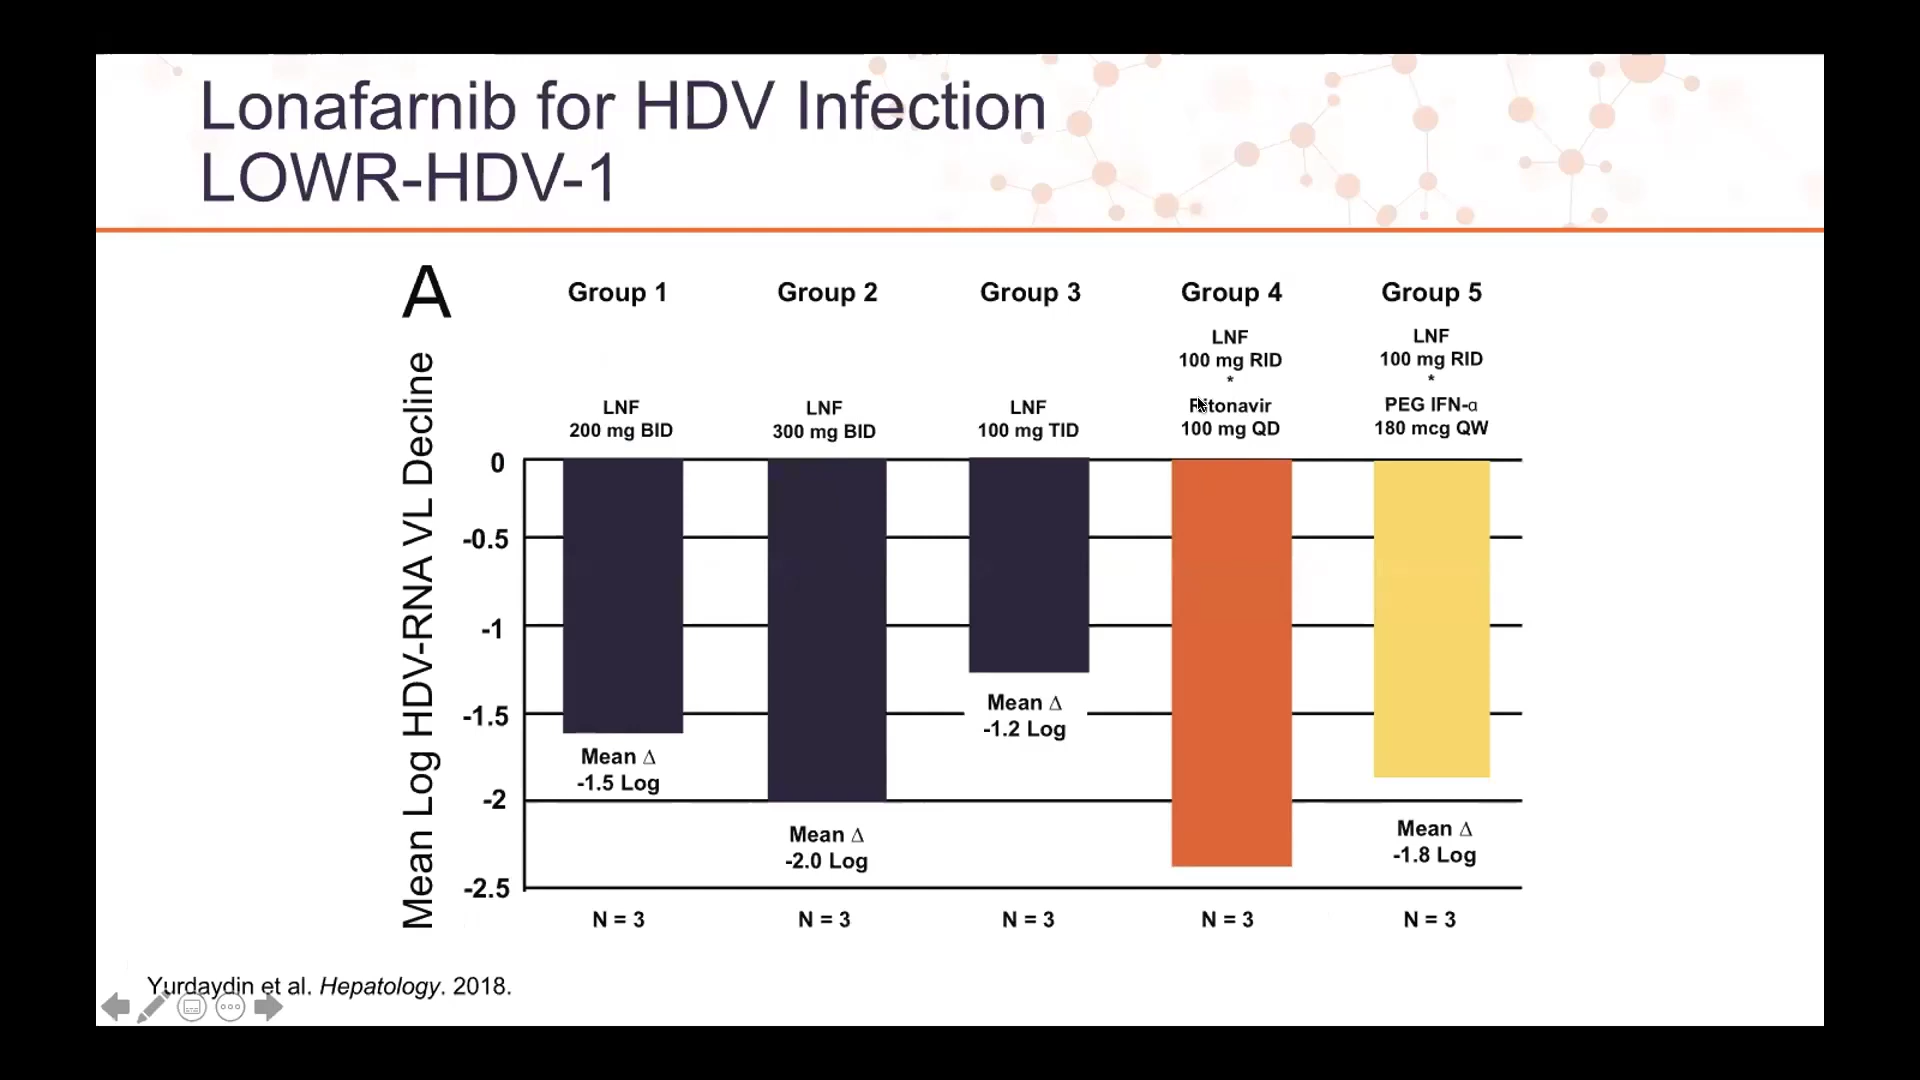 Lonafarnib for HDV Infection
LOWR-HDV-1
A
Group 1
Group 2
Group 3
Group 4
Group 5
LNF
200 mg BID
LNF
300 mg BID
LNF
100 mg TID
LNF
100 mg RID
*
Ritonavir
100 mg QD
LNF
100 mg RID
*
PEG IFN-α
180 mcg QW
Mean Log HDV-RNA VL Decline
0
-0.5
-1
-1.5
-2
-2.5
Mean Δ
-1.5 Log
Mean Δ
-2.0 Log
Mean Δ
-1.2 Log
Mean Δ
-1.8 Log
N = 3
N = 3
N = 3
N = 3
N = 3
Yurdaydin et al. Hepatology. 2018.